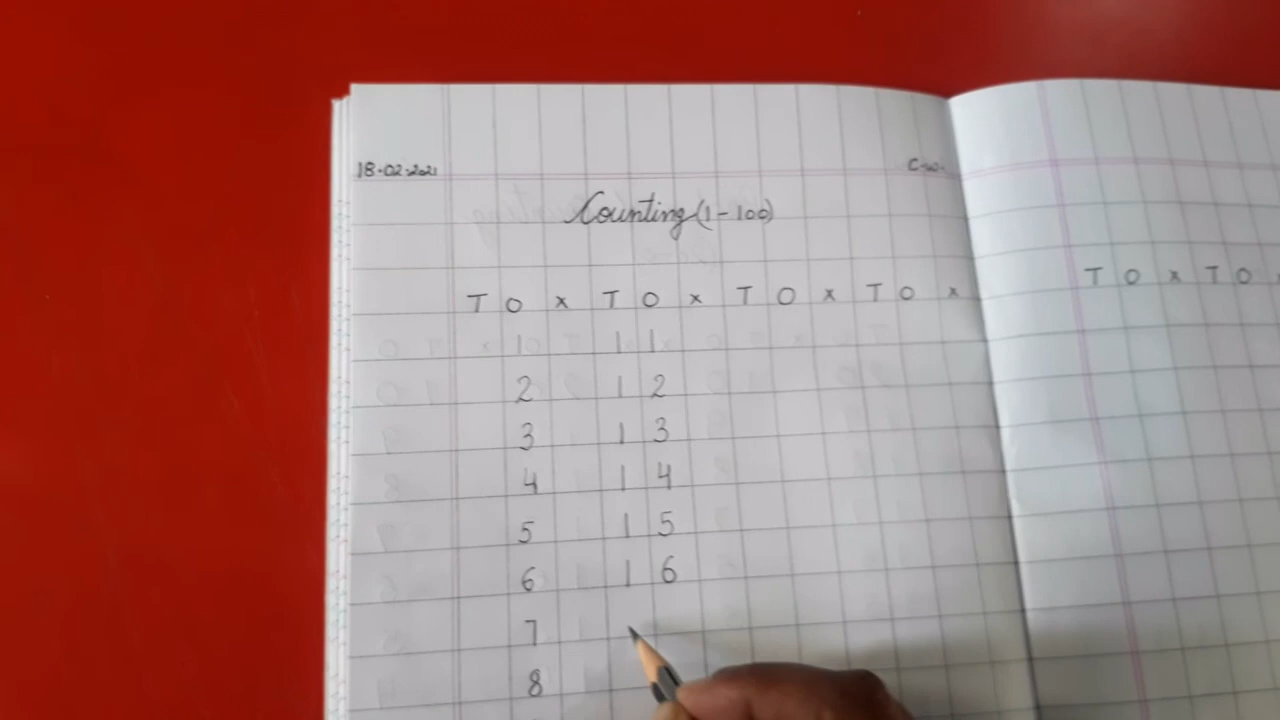 18.02.2021 C.W.
Counting (1-100)
T O × T O × T O × T O × T O × T O
1 1 1
2 1 2
3 1 3
4 1 4
5 1 5
6 1 6
7
8